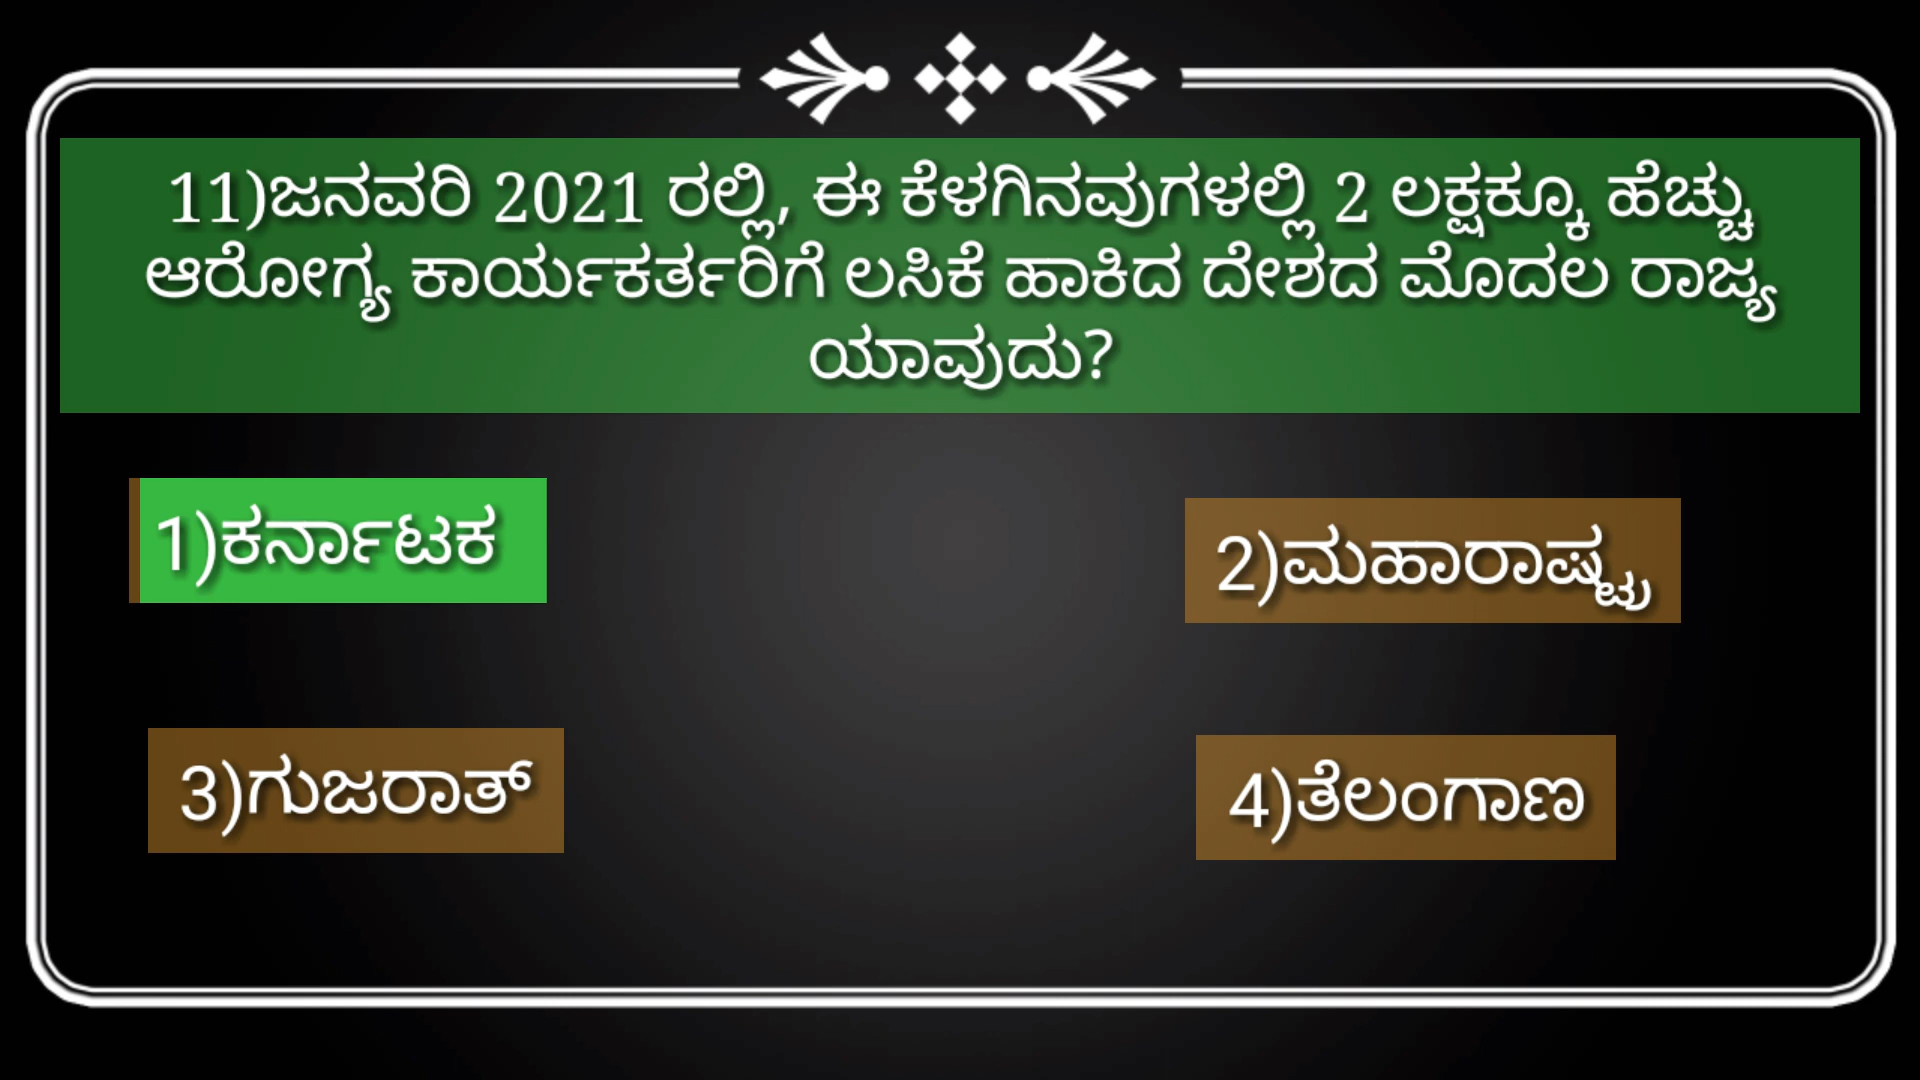 11)ಜನವರಿ 2021 ರಲ್ಲಿ, ಈ ಕೆಳಗಿನವುಗಳಲ್ಲಿ 2 ಲಕ್ಷಕ್ಕೂ ಹೆಚ್ಚು
ಆರೋಗ್ಯ ಕಾರ್ಯಕರ್ತರಿಗೆ ಲಸಿಕೆ ಹಾಕಿದ ದೇಶದ ಮೊದಲ ರಾಜ್ಯ
ಯಾವುದು?
1)ಕರ್ನಾಟಕ
2)ಮಹಾರಾಷ್ಟ್ರ
3)ಗುಜರಾತ್
4)ತೆಲಂಗಾಣ